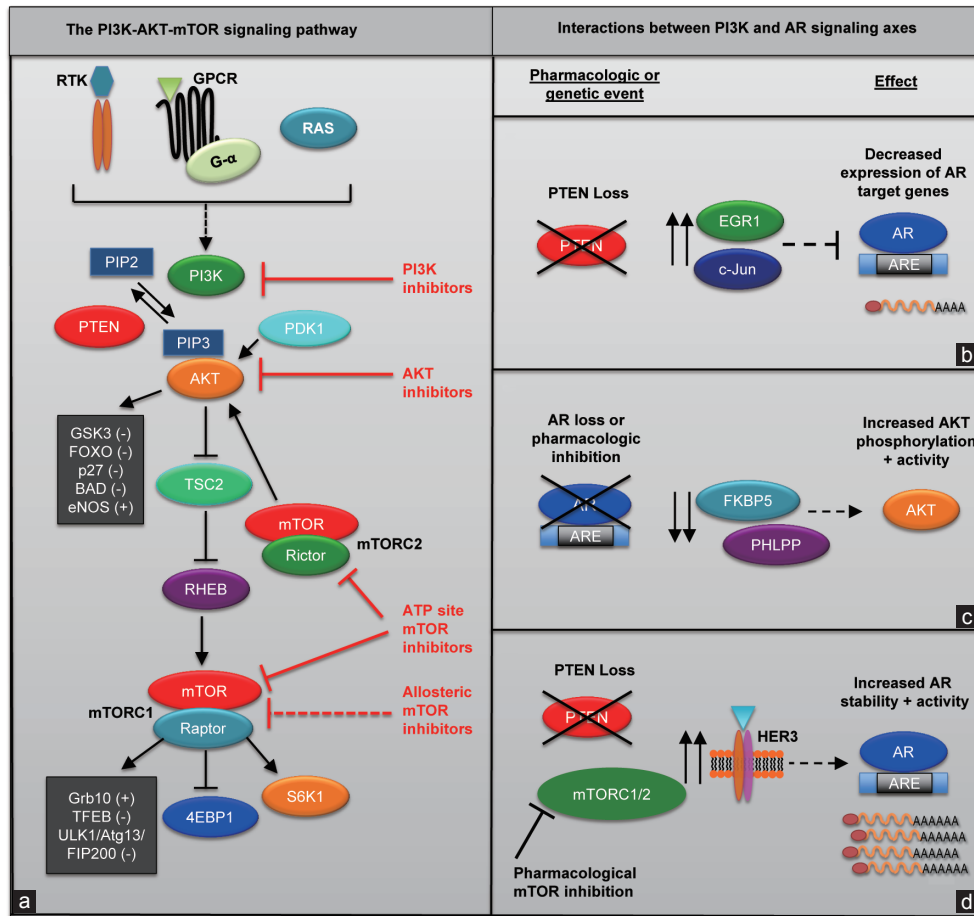 The PI3K-AKT-mTOR signaling pathway
RTK
GPCR
G-α
RAS
PIP2
PI3K
PI3K
inhibitors
PTEN
PIP3
PDK1
AKT
AKT
inhibitors
GSK3 (-)
FOXO (-)
p27 (-)
BAD (-)
eNOS (+)
TSC2
mTOR
Rictor
mTORC2
RHEB
ATP site
mTOR
inhibitors
mTOR
mTORC1
Raptor
Allosteric
mTOR
inhibitors
Grb10 (+)
TFEB (-)
ULK1/Atg13/
FIP200 (-)
4EBP1
S6K1
a
Interactions between PI3K and AR signaling axes
Pharmacologic or
genetic event
Effect
PTEN Loss
PTEN
EGR1
c-Jun
Decreased
expression of AR
target genes
AR
ARE
AAAA
b
AR loss or
pharmacologic
inhibition
AR
ARE
FKBP5
PHLPP
Increased AKT
phosphorylation
+ activity
AKT
c
PTEN Loss
PTEN
mTORC1/2
Pharmacological
mTOR inhibition
HER3
Increased AR
stability + activity
AR
ARE
AAAAAA
AAAAAA
AAAAAA
AAAAAA
d